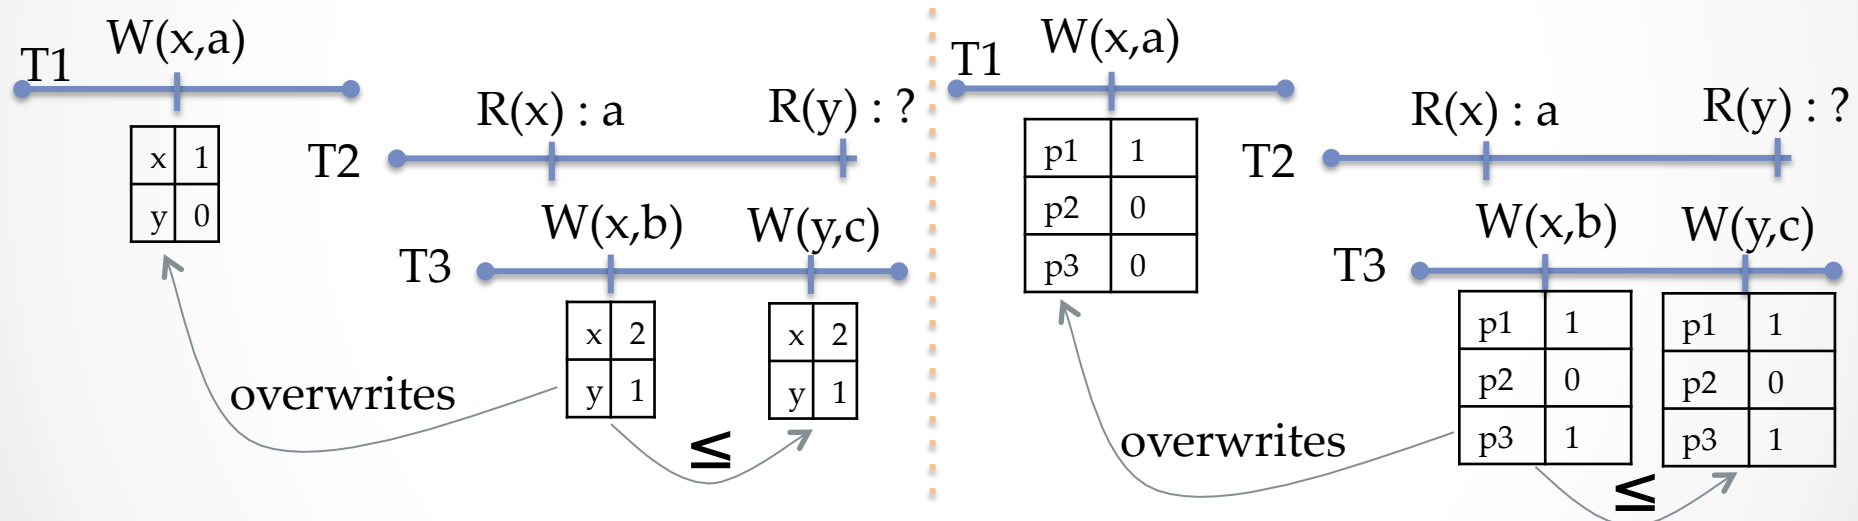 T1 W(x,a)
x 1
y 0
T2 R(x) : a R(y) : ?
T3 W(x,b) W(y,c)
x 2
y 1
x 2
y 1
overwrites
≤
T1 W(x,a)
p1 1
p2 0
p3 0
T2 R(x) : a R(y) : ?
T3 W(x,b) W(y,c)
p1 1
p2 0
p3 1
p1 1
p2 0
p3 1
overwrites
≤